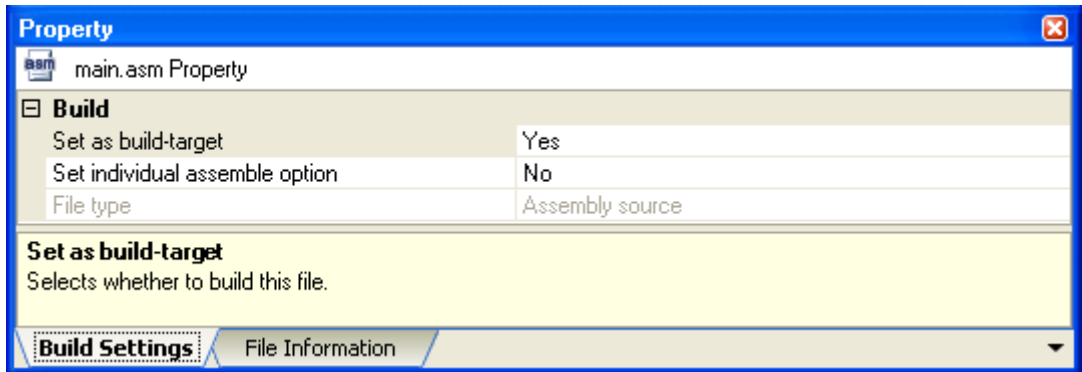 Property
asm main.asm Property
Build
Set as build-target Yes
Set individual assemble option No
File type Assembly source
Set as build-target
Selects whether to build this file.
Build Settings File Information